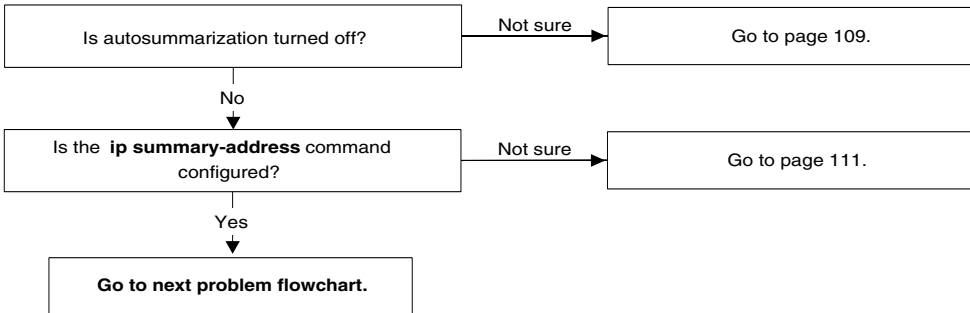 Is autosummarization turned off?
Not sure
Go to page 109.
No
Is the ip summary-address command
configured?
Not sure
Go to page 111.
Yes
Go to next problem flowchart.